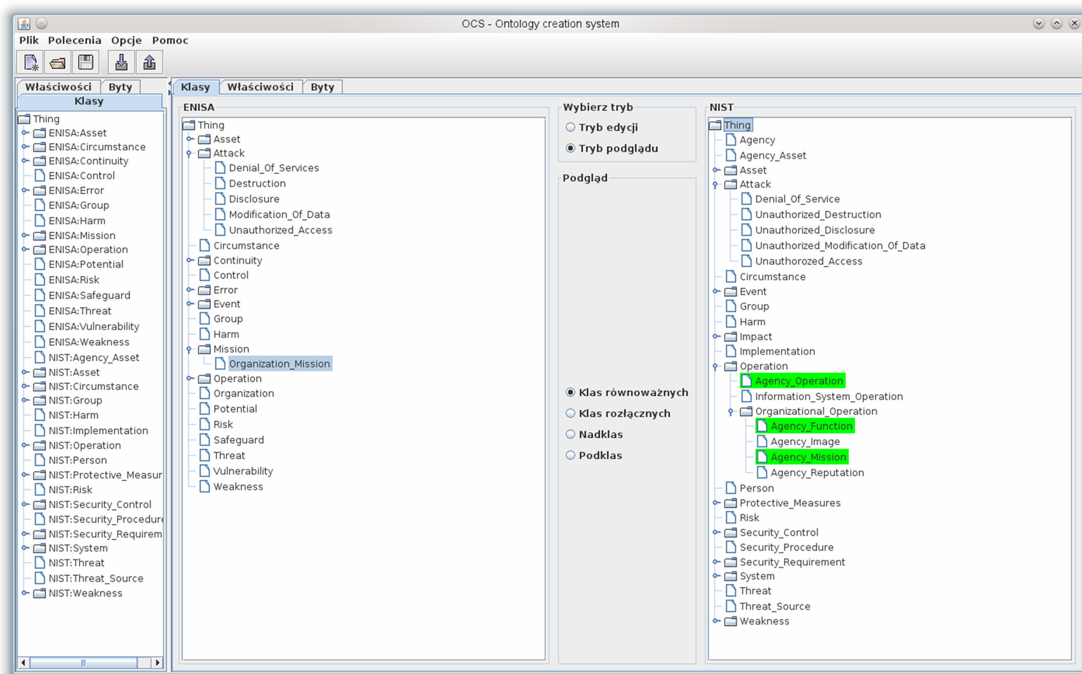 OCS - Ontology creation system
Plik Polecenia Opcje Pomoc
Właściwości Byty
Klasy
Thing
ENISA:Asset
ENISA:Circumstance
ENISA:Continuity
ENISA:Control
ENISA:Error
ENISA:Group
ENISA:Harm
ENISA:Mission
ENISA:Operation
ENISA:Potential
ENISA:Risk
ENISA:Safeguard
ENISA:Threat
ENISA:Vulnerability
ENISA:Weakness
NIST:Agency_Asset
NIST:Asset
NIST:Circumstance
NIST:Group
NIST:Harm
NIST:Implementation
NIST:Operation
NIST:Person
NIST:Protective_Measur
NIST:Risk
NIST:Security_Control
NIST:Security_Procedure
NIST:Security_Requirem
NIST:System
NIST:Threat
NIST:Threat_Source
NIST:Weakness
Klasy Właściwości Byty
ENISA
Thing
Asset
Attack
Denial_Of_Services
Destruction
Disclosure
Modification_Of_Data
Unauthorized_Access
Circumstance
Continuity
Control
Error
Event
Group
Harm
Mission
Organization_Mission
Operation
Organization
Potential
Risk
Safeguard
Threat
Vulnerability
Weakness
Wybierz tryb
Tryb edycji
Tryb podglądu
Podgląd
Klas równoważnych
Klas rozłącznych
Nadklas
Podklas
NIST
Thing
Agency
Agency_Asset
Asset
Attack
Denial_Of_Service
Unauthorized_Destruction
Unauthorized_Disclosure
Unauthorized_Modification_Of_Data
Unauthorozed_Access
Circumstance
Event
Group
Harm
Impact
Implementation
Operation
Agency_Operation
Information_System_Operation
Organizational_Operation
Agency_Function
Agency_Image
Agency_Mission
Agency_Reputation
Person
Protective_Measures
Risk
Security_Control
Security_Procedure
Security_Requirement
System
Threat
Threat_Source
Weakness